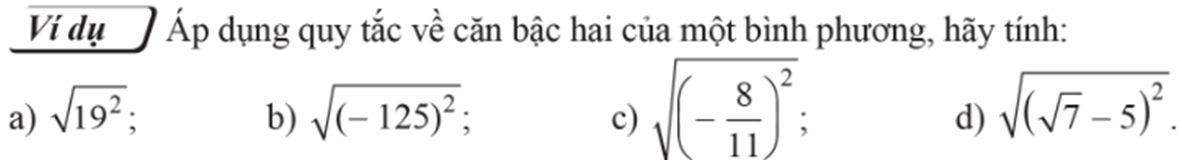 Ví dụ Áp dụng quy tắc về căn bậc hai của một bình phương, hãy tính:
a) √(19²); b) √((– 125)²); c) √((– 8/11)²); d) √((√7 – 5)²).